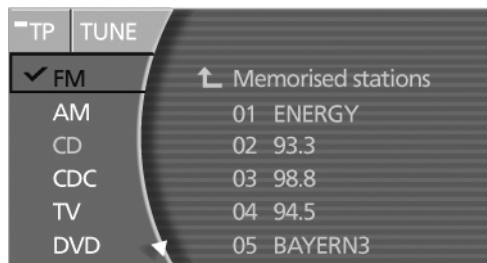 TP TUNE
FM Memorised stations
AM 01 ENERGY
CD 02 93.3
CDC 03 98.8
TV 04 94.5
DVD 05 BAYERN3